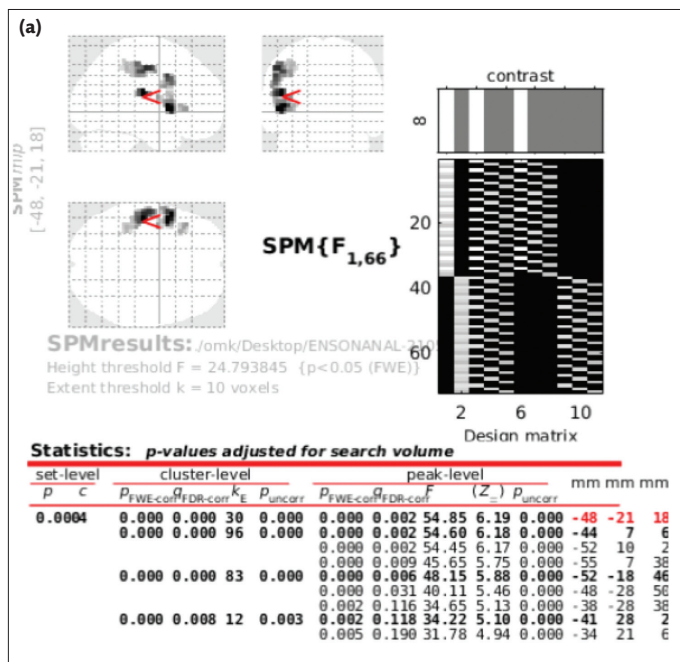 (a)
contrast
8
SPMmip
[-48, -21, 18]
SPM{F1,66}
20
40
60
2 6 10
Design matrix
SPMresults: ./omk/Desktop/ENSONANAL-
Height threshold F = 24.793845 {p<0.05 (FWE)}
Extent threshold k = 10 voxels
Statistics: p-values adjusted for search volume
set-level cluster-level peak-level mm mm mm
p c pFWE-corr qFDR-corr kE puncorr pFWE-corr qFDR-corr F (Z≡) puncorr
0.000 4 0.000 0.000 30 0.000 0.000 0.002 54.85 6.19 0.000 -48 -21 18
0.000 0.000 96 0.000 0.000 0.002 54.60 6.18 0.000 -44 7 6
0.000 0.002 54.45 6.17 0.000 -52 10 2
0.000 0.009 45.65 5.75 0.000 -55 7 38
0.000 0.000 83 0.000 0.000 0.006 48.15 5.88 0.000 -52 -18 46
0.000 0.031 40.11 5.46 0.000 -48 -28 50
0.002 0.116 34.65 5.13 0.000 -38 -28 38
0.000 0.008 12 0.003 0.002 0.118 34.22 5.10 0.000 -41 28 2
0.005 0.190 31.78 4.94 0.000 -34 21 6